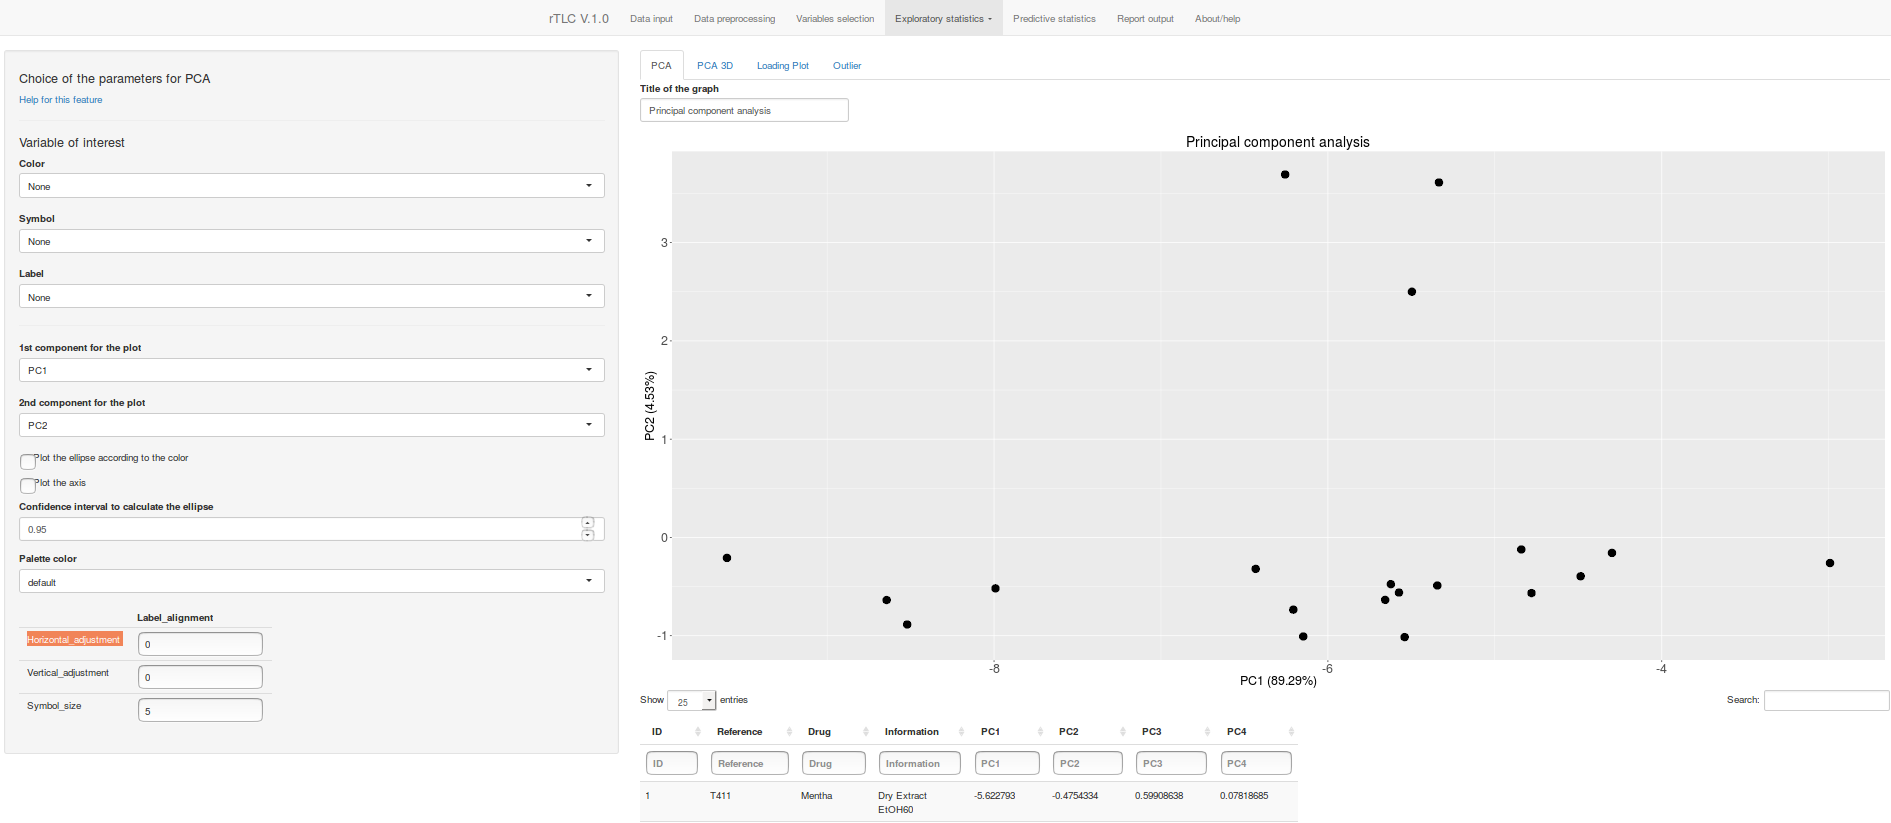 rTLC V.1.0 Data input Data preprocessing Variables selection Exploratory statistics Predictive statistics Report output About/help
Choice of the parameters for PCA
Help for this feature
Variable of interest
Color
None
Symbol
None
Label
None
1st component for the plot
PC1
2nd component for the plot
PC2
Plot the ellipse according to the color
Plot the axis
Confidence interval to calculate the ellipse
0.95
Palette color
default
Label_alignment
Horizontal_adjustment 0
Vertical_adjustment 0
Symbol_size 5
PCA PCA 3D Loading Plot Outlier
Title of the graph
Principal component analysis
Principal component analysis
3
2
1
0
-1
PC2 (4.53%)
-8 -6 -4
PC1 (89.29%)
Show 25 entries Search:
ID Reference Drug Information PC1 PC2 PC3 PC4
ID Reference Drug Information PC1 PC2 PC3 PC4
1 T411 Mentha Dry Extract -5.622793 -0.4754334 0.59908638 0.07818685
EtOH60